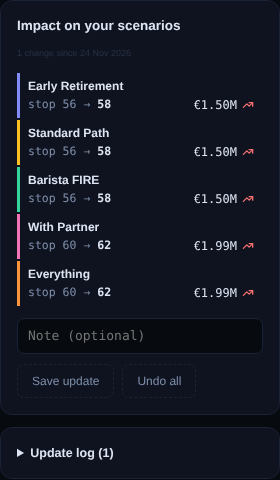 Impact on your scenarios
1 change since 24 Nov 2026
Early Retirement
stop 56 → 58 €1.50M
Standard Path
stop 56 → 58 €1.50M
Barista FIRE
stop 56 → 58 €1.50M
With Partner
stop 60 → 62 €1.99M
Everything
stop 60 → 62 €1.99M
Note (optional)
Save update Undo all
▶ Update log (1)